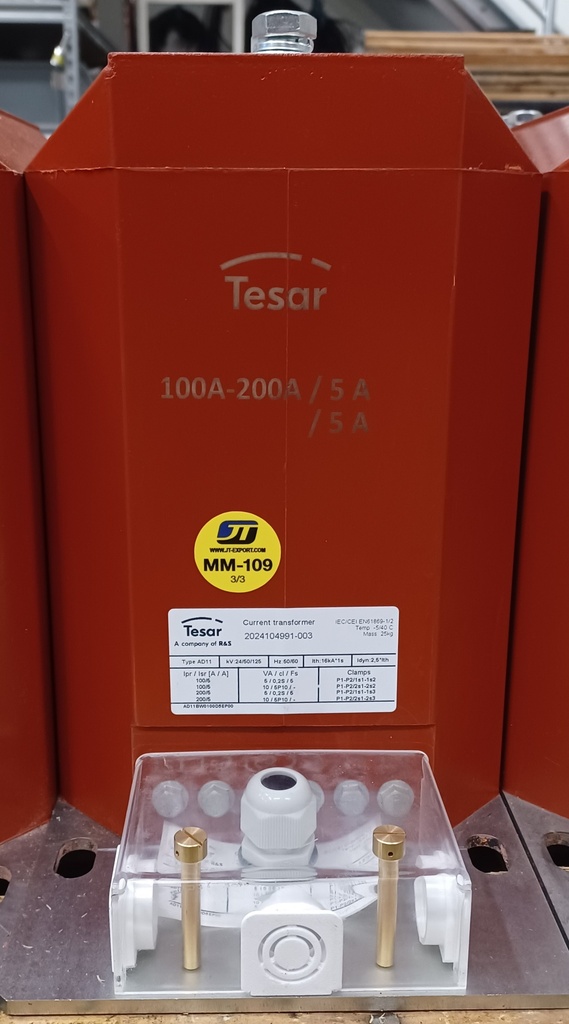 Tesar
100A-200A / 5 A
/ 5 A
JT
WWW.JT-EXPORT.COM
MM-109
3/3
Tesar
A company of R&S
Current transformer
2024104991-003
IEC/CEI EN61869-1/2
Temp. -5/40 C
Mass: 25kg
Type AD11 kV:24/50/125 Hz:50/60 Ith:16kA*1s Idyn:2,5*Ith
Ipr / Isr [A / A] VA / cl / Fs Clamps
100/5 5 / 0,2S / 5 P1-P2/1s1-1s2
100/5 10 / 5P10 / - P1-P2/2s1-2s2
200/5 5 / 0,2S / 5 P1-P2/1s1-1s3
200/5 10 / 5P10 / - P1-P2/2s1-2s3